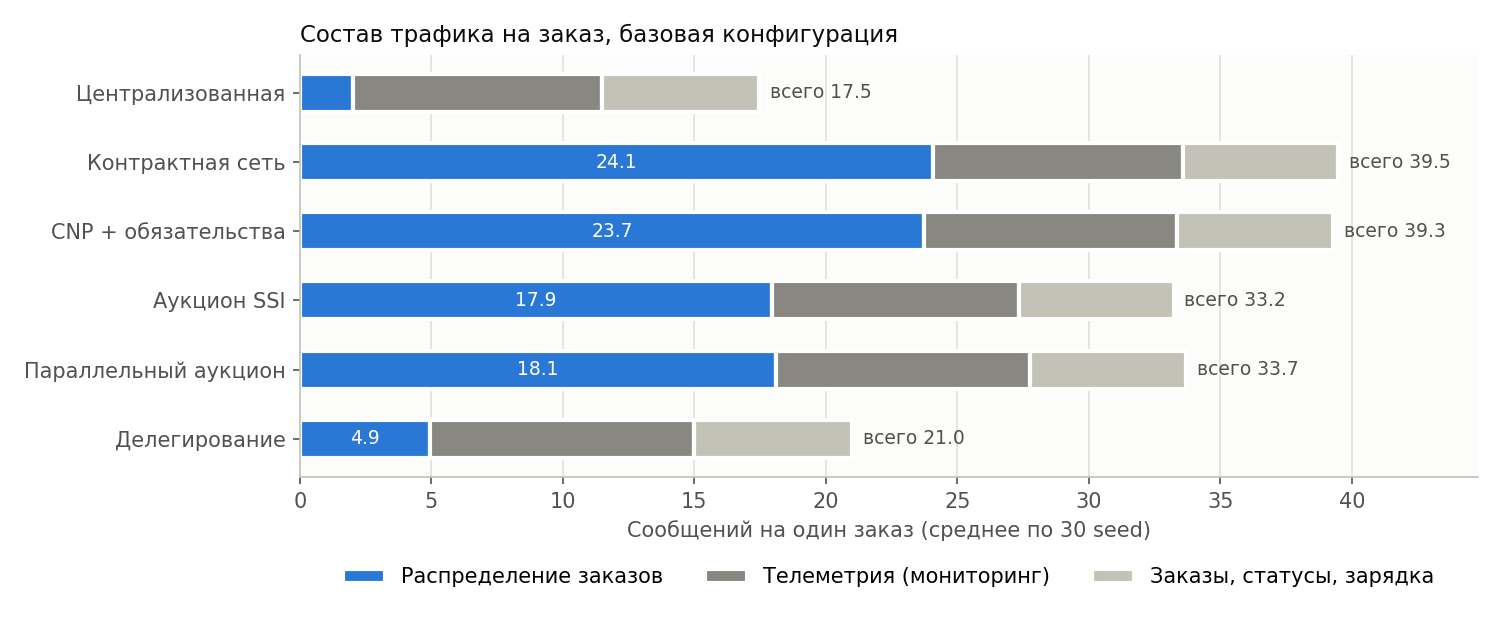 Состав трафика на заказ, базовая конфигурация
Централизованная
всего 17.5
Контрактная сеть
24.1
всего 39.5
CNP + обязательства
23.7
всего 39.3
Аукцион SSI
17.9
всего 33.2
Параллельный аукцион
18.1
всего 33.7
Делегирование
4.9
всего 21.0
0 5 10 15 20 25 30 35 40
Сообщений на один заказ (среднее по 30 seed)
Распределение заказов
Телеметрия (мониторинг)
Заказы, статусы, зарядка